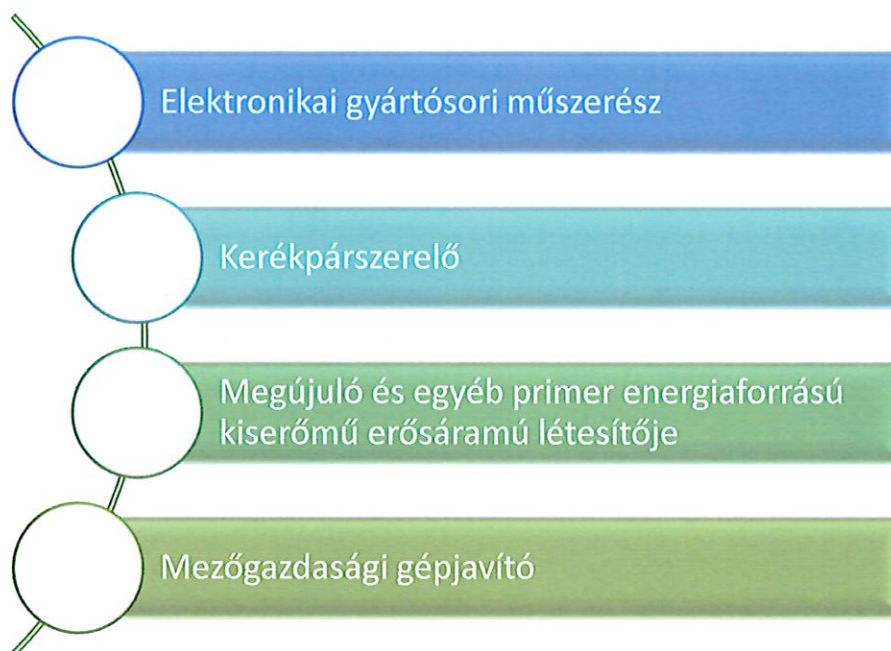 Elektronikai gyártósori műszerész
Kerékpárszerelő
Megújuló és egyéb primer energiaforrású
kiserőmű erősáramú létesítője
Mezőgazdasági gépjavító